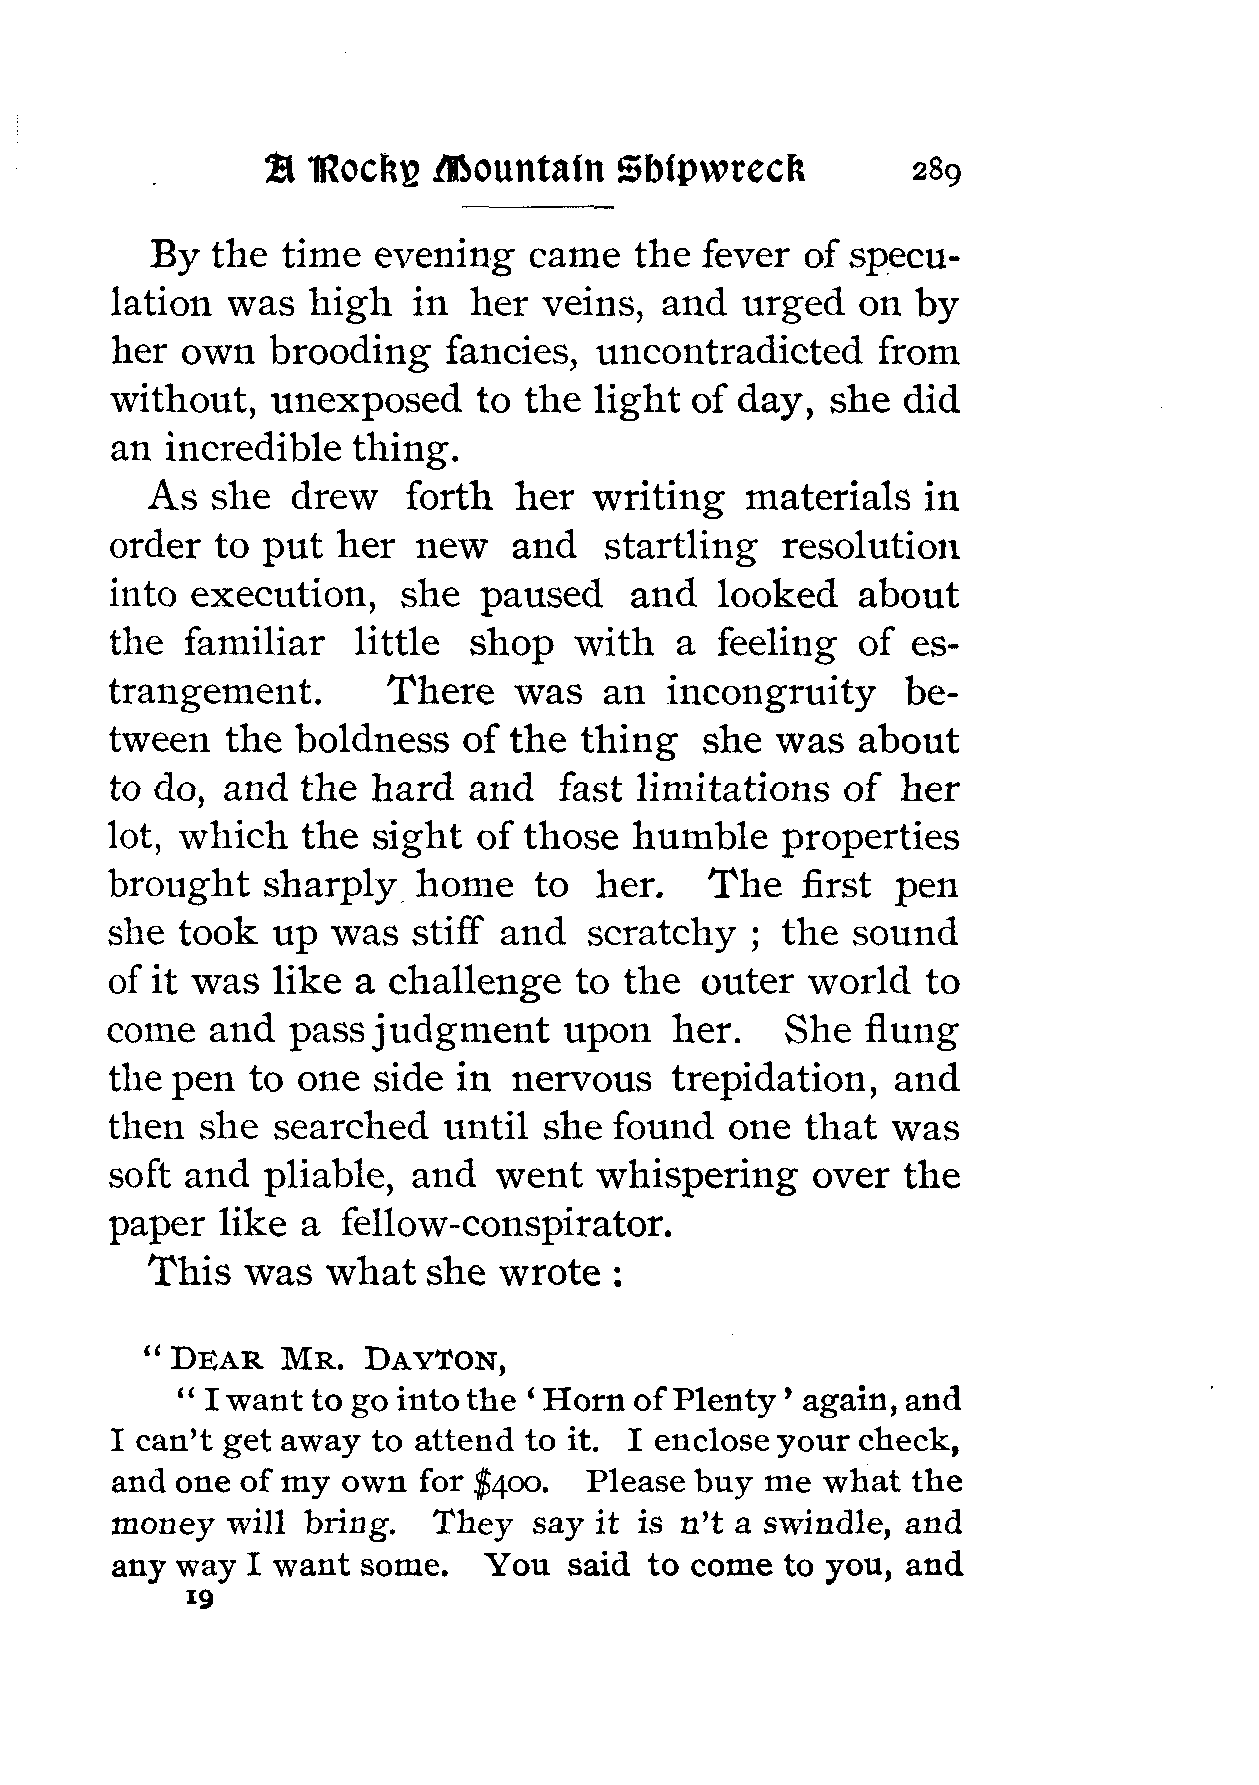 A Rocky Mountain Shipwreck 289
By the time evening came the fever of specu-
lation was high in her veins, and urged on by
her own brooding fancies, uncontradicted from
without, unexposed to the light of day, she did
an incredible thing.
As she drew forth her writing materials in
order to put her new and startling resolution
into execution, she paused and looked about
the familiar little shop with a feeling of es-
trangement. There was an incongruity be-
tween the boldness of the thing she was about
to do, and the hard and fast limitations of her
lot, which the sight of those humble properties
brought sharply home to her. The first pen
she took up was stiff and scratchy ; the sound
of it was like a challenge to the outer world to
come and pass judgment upon her. She flung
the pen to one side in nervous trepidation, and
then she searched until she found one that was
soft and pliable, and went whispering over the
paper like a fellow-conspirator.
This was what she wrote :
“ DEAR MR. DAYTON,
“ I want to go into the ‘ Horn of Plenty ’ again, and
I can’t get away to attend to it. I enclose your check,
and one of my own for $400. Please buy me what the
money will bring. They say it is n’t a swindle, and
any way I want some. You said to come to you, and
19